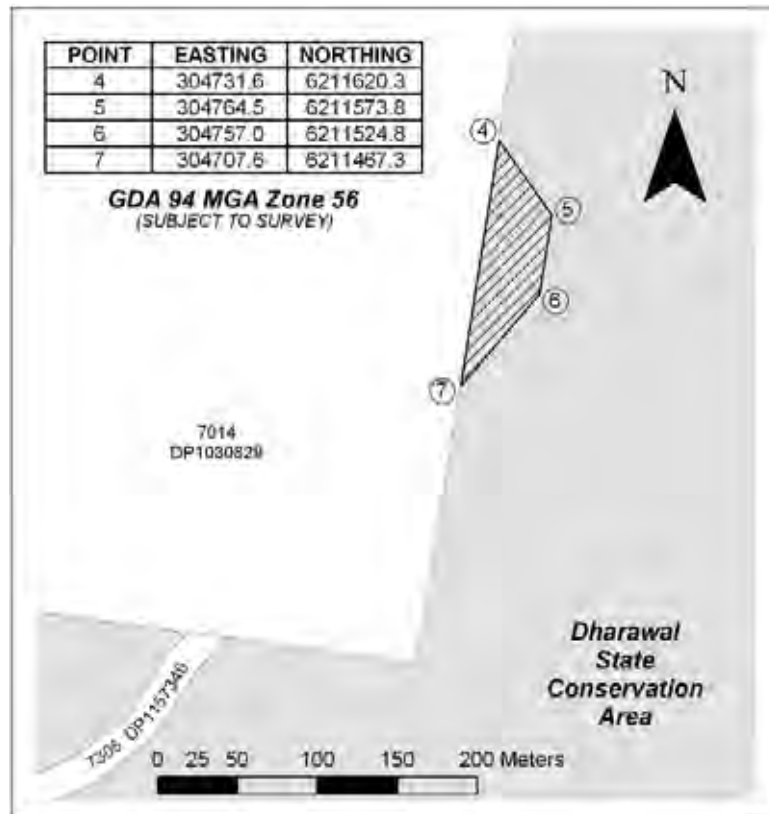 POINT EASTING NORTHING
4 304731.6 6211620.3
5 304764.5 6211573.8
6 304757.0 6211524.8
7 304707.6 6211467.3
GDA 94 MGA Zone 56
(SUBJECT TO SURVEY)
N
4
5
6
7
7014
DP1030829
Dharawal
State
Conservation
Area
7306 DP1157346
0 25 50 100 150 200 Meters